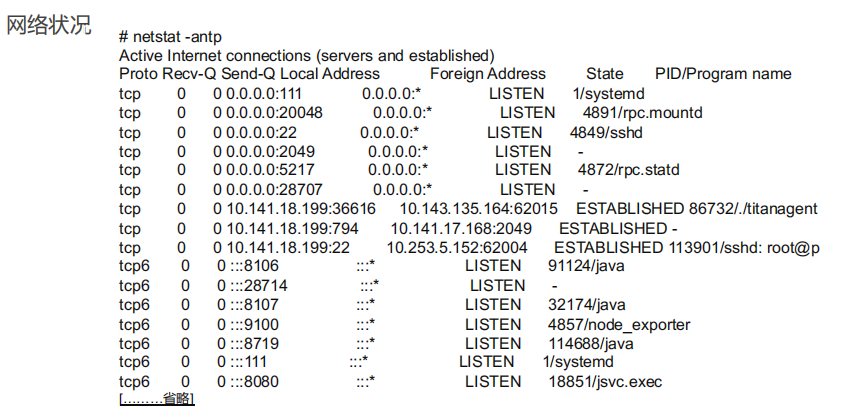 网络状况
# netstat -antp
Active Internet connections (servers and established)
Proto Recv-Q Send-Q Local Address Foreign Address State PID/Program name
tcp 0 0 0.0.0.0:111 0.0.0.0:* LISTEN 1/systemd
tcp 0 0 0.0.0.0:20048 0.0.0.0:* LISTEN 4891/rpc.mountd
tcp 0 0 0.0.0.0:22 0.0.0.0:* LISTEN 4849/sshd
tcp 0 0 0.0.0.0:2049 0.0.0.0:* LISTEN -
tcp 0 0 0.0.0.0:5217 0.0.0.0:* LISTEN 4872/rpc.statd
tcp 0 0 0.0.0.0:28707 0.0.0.0:* LISTEN -
tcp 0 0 10.141.18.199:36616 10.143.135.164:62015 ESTABLISHED 86732/./titanagent
tcp 0 0 10.141.18.199:794 10.141.17.168:2049 ESTABLISHED -
tcp 0 0 10.141.18.199:22 10.253.5.152:62004 ESTABLISHED 113901/sshd: root@p
tcp6 0 0 :::8106 :::* LISTEN 91124/java
tcp6 0 0 :::28714 :::* LISTEN -
tcp6 0 0 :::8107 :::* LISTEN 32174/java
tcp6 0 0 :::9100 :::* LISTEN 4857/node_exporter
tcp6 0 0 :::8719 :::* LISTEN 114688/java
tcp6 0 0 :::111 :::* LISTEN 1/systemd
tcp6 0 0 :::8080 :::* LISTEN 18851/jsvc.exec
[.........省略]